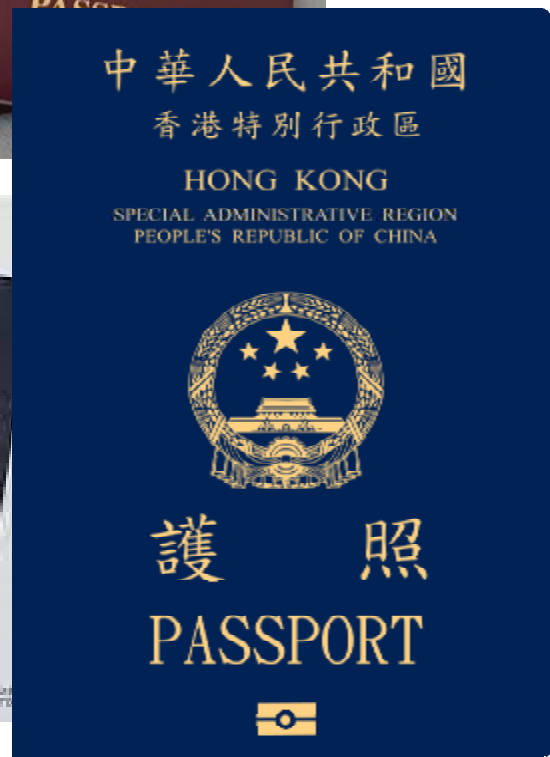 中華人民共和國
香港特別行政區
HONG KONG
SPECIAL ADMINISTRATIVE REGION
PEOPLE'S REPUBLIC OF CHINA
護照
PASSPORT